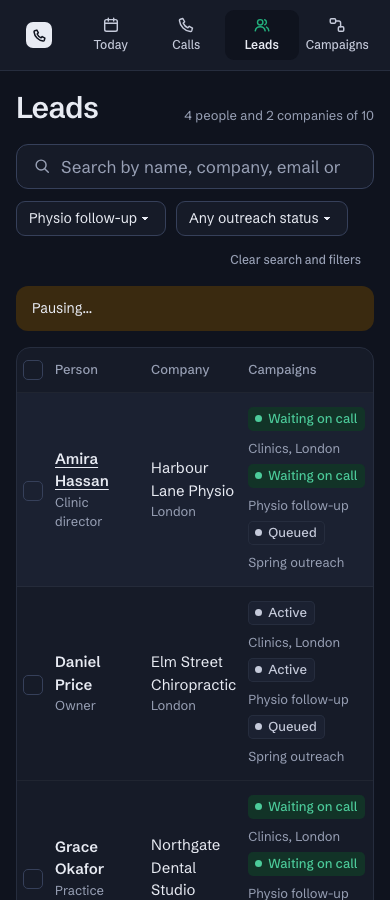 Today
Calls
Leads
Campaigns
Leads
4 people and 2 companies of 10
Search by name, company, email or
Physio follow-up
Any outreach status
Clear search and filters
Pausing…
Person
Company
Campaigns
Amira
Hassan
Clinic
director
Harbour
Lane Physio
London
Waiting on call
Clinics, London
Waiting on call
Physio follow-up
Queued
Spring outreach
Daniel
Price
Owner
Elm Street
Chiropractic
London
Active
Clinics, London
Active
Physio follow-up
Queued
Spring outreach
Grace
Okafor
Practice
Northgate
Dental
Studio
Waiting on call
Clinics, London
Waiting on call
Physio follow-up